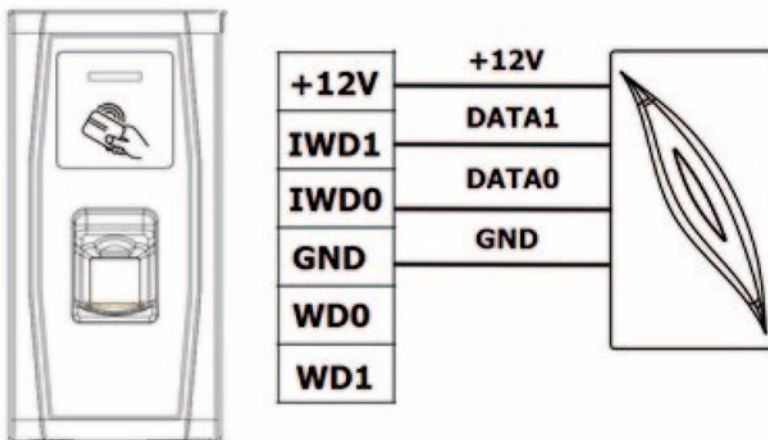 +12V
+12V
IWD1
DATA1
IWD0
DATA0
GND
GND
WD0
WD1